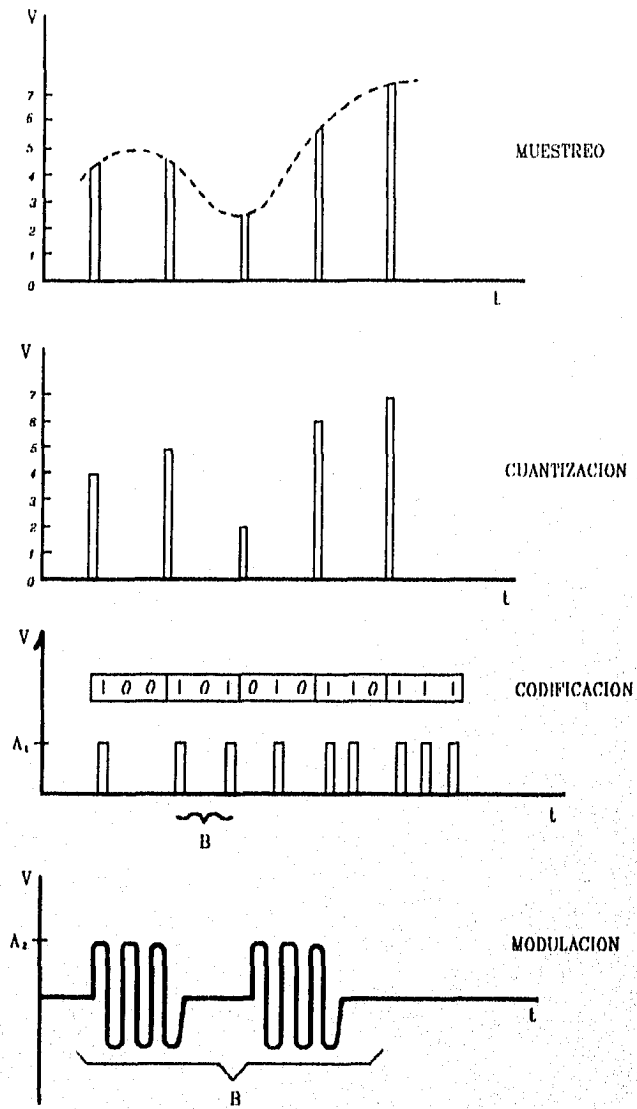 V
7
6
5
4
3
2
1
0
MUESTREO
t
V
7
6
5
4
3
2
1
0
CUANTIZACION
t
V
1 0 0 1 0 1 0 1 0 1 1 0 1 1 1
CODIFICACION
A₁
t
B
V
A₂
MODULACION
t
B